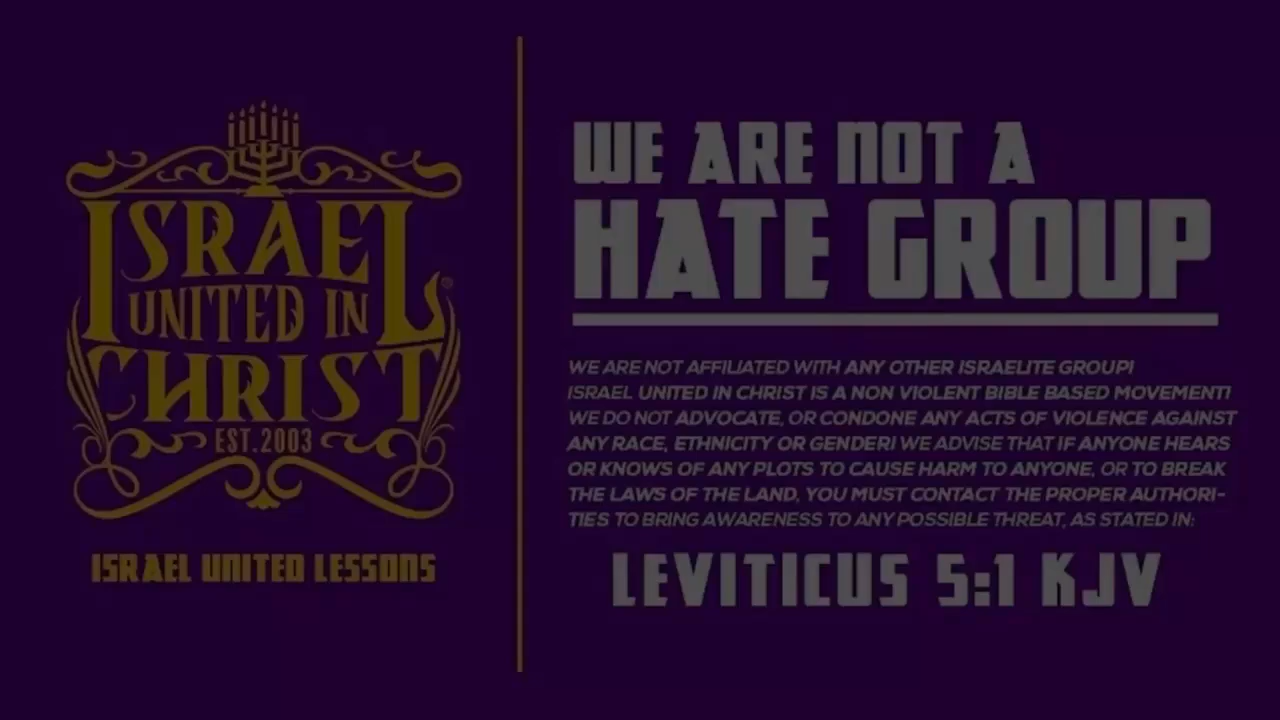 ISRAEL
UNITED IN
CHRIST
EST.2003
ISRAEL UNITED LESSONS
WE ARE NOT A
HATE GROUP
WE ARE NOT AFFILIATED WITH ANY OTHER ISRAELITE GROUP!
ISRAEL UNITED IN CHRIST IS A NON VIOLENT BIBLE BASED MOVEMENT!
WE DO NOT ADVOCATE, OR CONDONE ANY ACTS OF VIOLENCE AGAINST
ANY RACE, ETHNICITY OR GENDER! WE ADVISE THAT IF ANYONE HEARS
OR KNOWS OF ANY PLOTS TO CAUSE HARM TO ANYONE, OR TO BREAK
THE LAWS OF THE LAND, YOU MUST CONTACT THE PROPER AUTHORI-
TIES TO BRING AWARENESS TO ANY POSSIBLE THREAT, AS STATED IN:
LEVITICUS 5:1 KJV